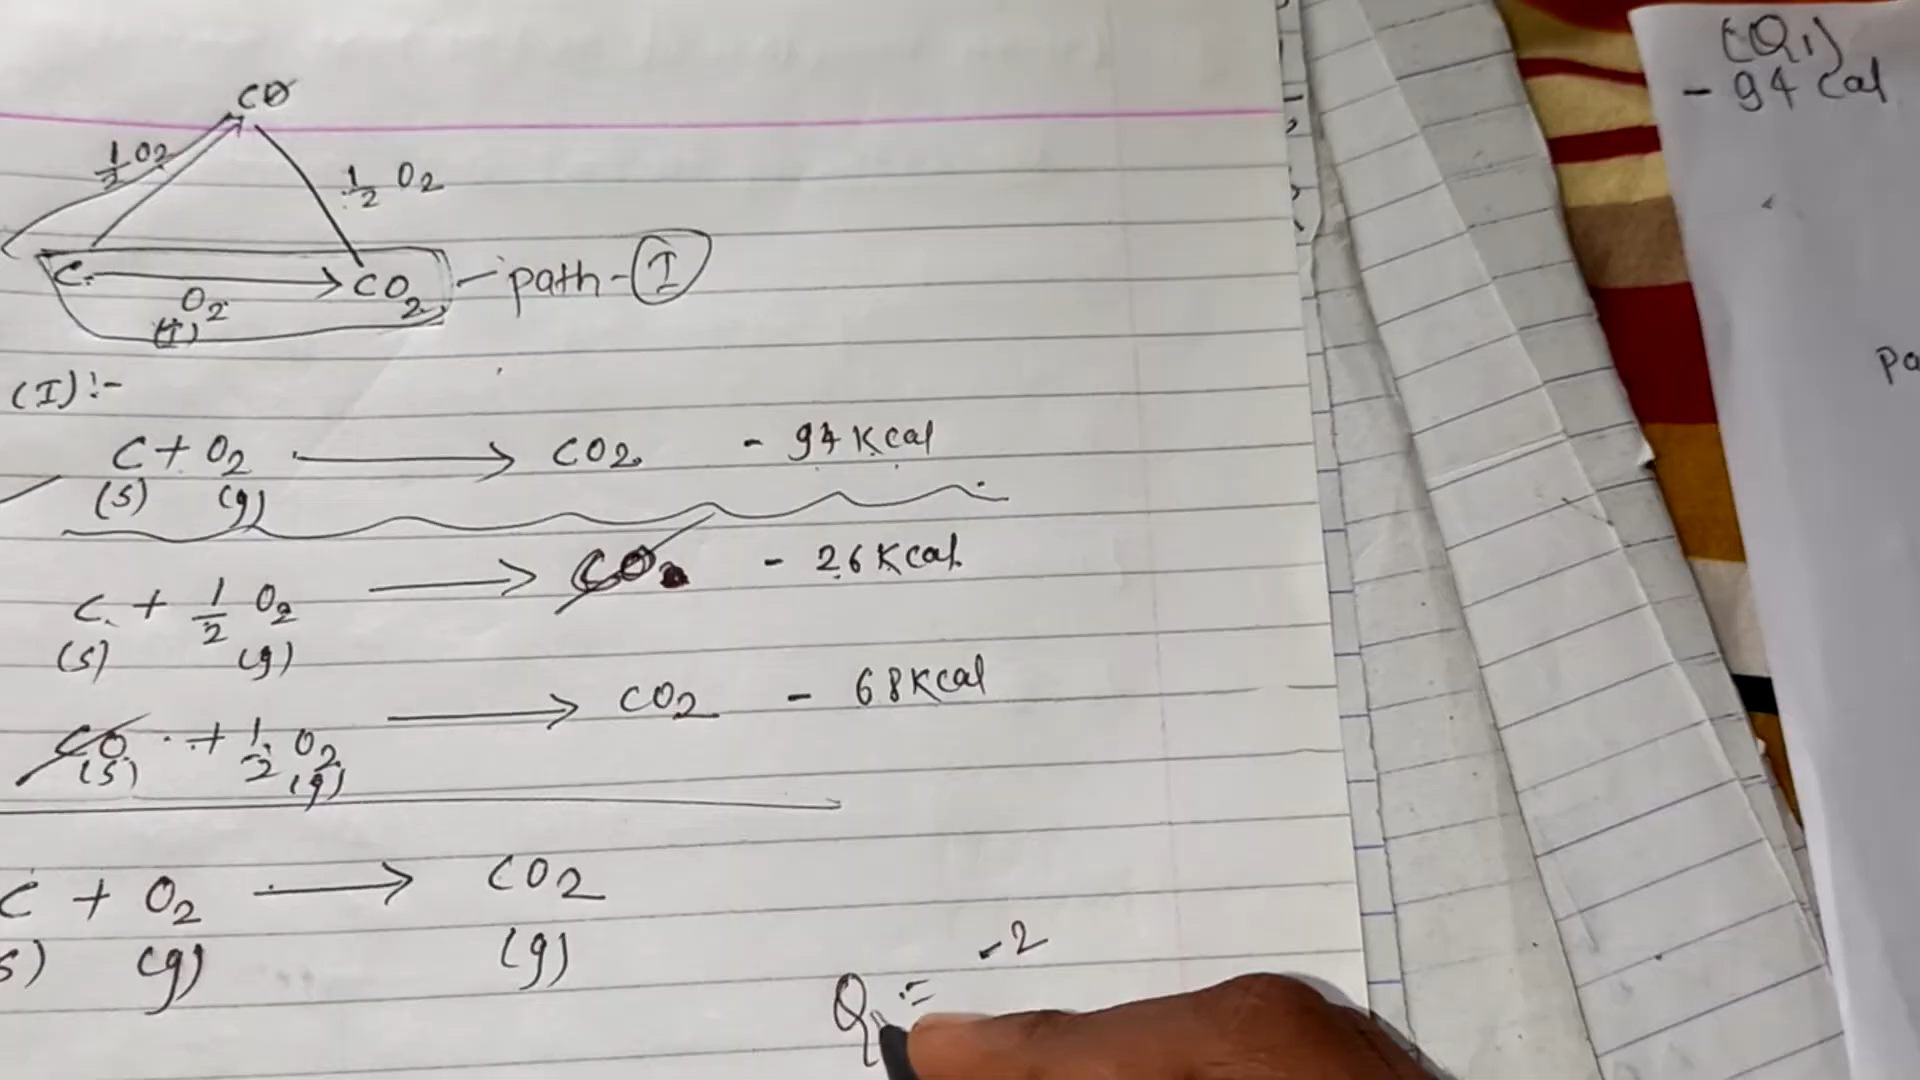 CO
1/2 O2
1/2 O2
C → CO2 - path - (I)
O2
(I)
(I) :-
C + O2 → CO2 - 94 Kcal
(s) (g)
C + 1/2 O2 → CO - 26 Kcal
(s) (g)
CO + 1/2 O2 → CO2 - 68 Kcal
(s) (g)
C + O2 → CO2
s) (g) (g)
Q = -2
(Q1)
- 94 Cal
Pa